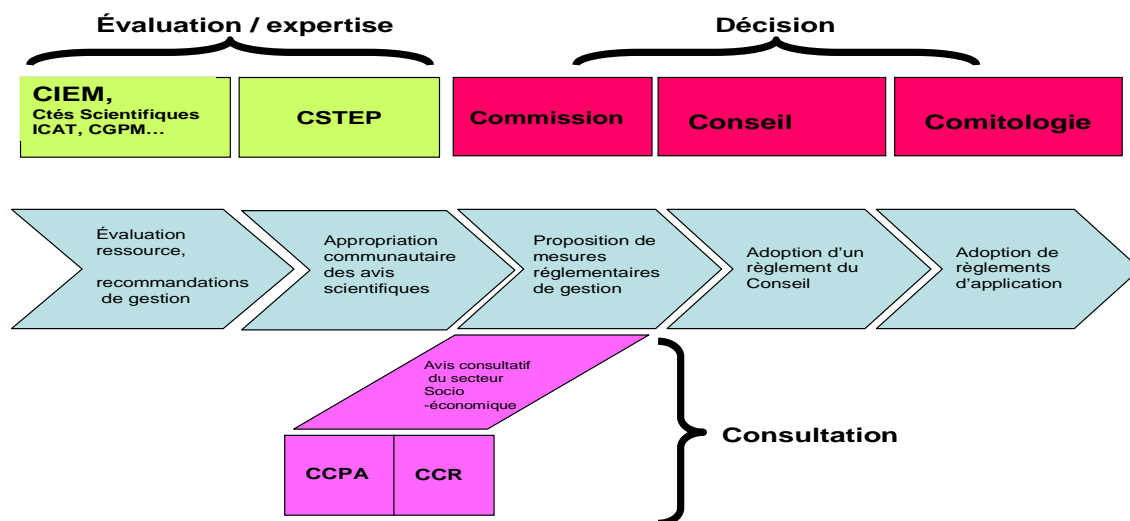 Évaluation / expertise
Décision
CIEM,
Ctés Scientifiques
ICAT, CGPM...
CSTEP
Commission
Conseil
Comitologie
Évaluation
ressource,
recommandations
de gestion
Appropriation
communautaire
des avis
scientifiques
Proposition de
mesures
réglementaires
de gestion
Adoption d'un
règlement du
Conseil
Adoption de
règlements
d'application
Avis consultatif
du secteur
Socio
-économique
CCPA
CCR
Consultation